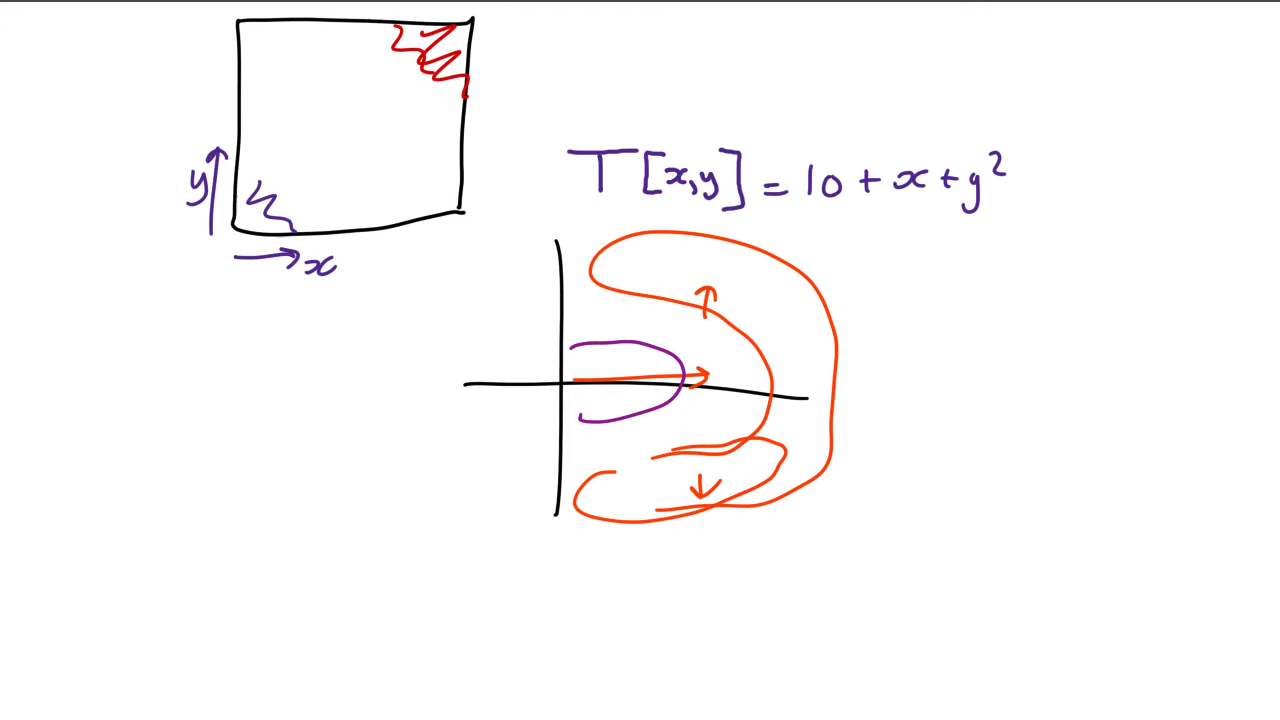 y
x
T[x,y] = 10 + x + y²